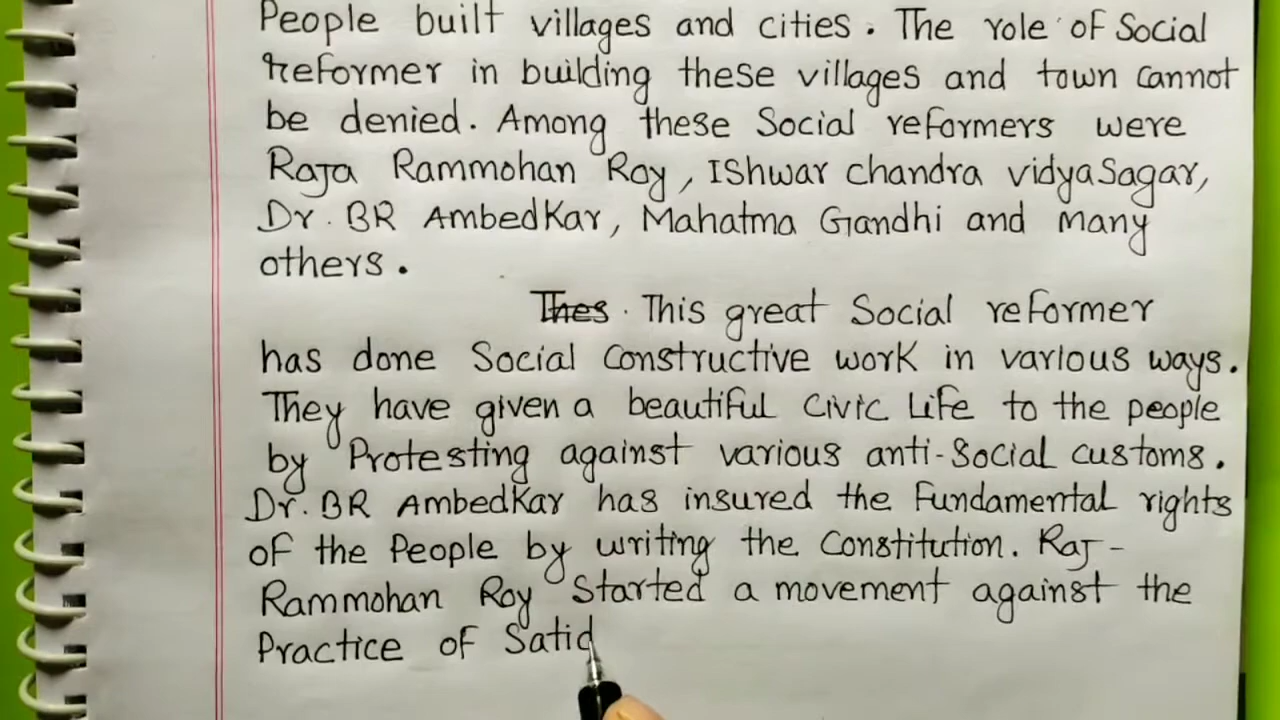 People built villages and cities. The role of Social
reformer in building these villages and town cannot
be denied. Among these Social reformers were
Raja Rammohan Roy, IShwar chandra vidyaSagar,
Dr. BR Ambedkar, Mahatma Gandhi and many
others.
Thes. This great Social reformer
has done Social Constructive work in various ways.
They have given a beautiful Civic Life to the people
by Protesting against various anti-Social customs.
Dr. BR Ambedkar has insured the Fundamental rights
of the People by writing the Constitution. Raj-
Rammohan Roy Started a movement against the
Practice of Satid